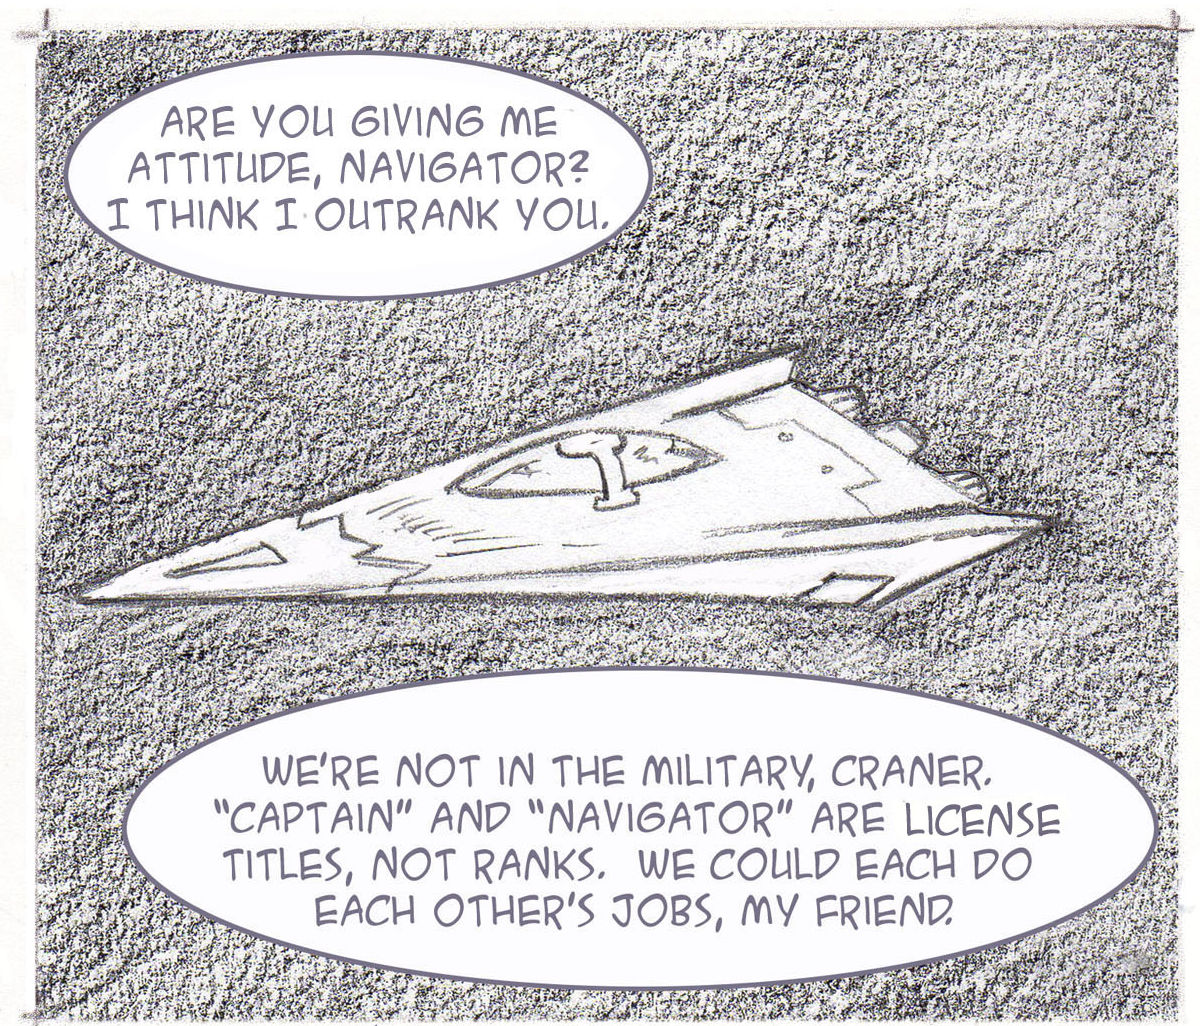 ARE YOU GIVING ME
ATTITUDE, NAVIGATOR?
I THINK I OUTRANK YOU.
WE'RE NOT IN THE MILITARY, CRANER.
"CAPTAIN" AND "NAVIGATOR" ARE LICENSE
TITLES, NOT RANKS. WE COULD EACH DO
EACH OTHER'S JOBS, MY FRIEND.